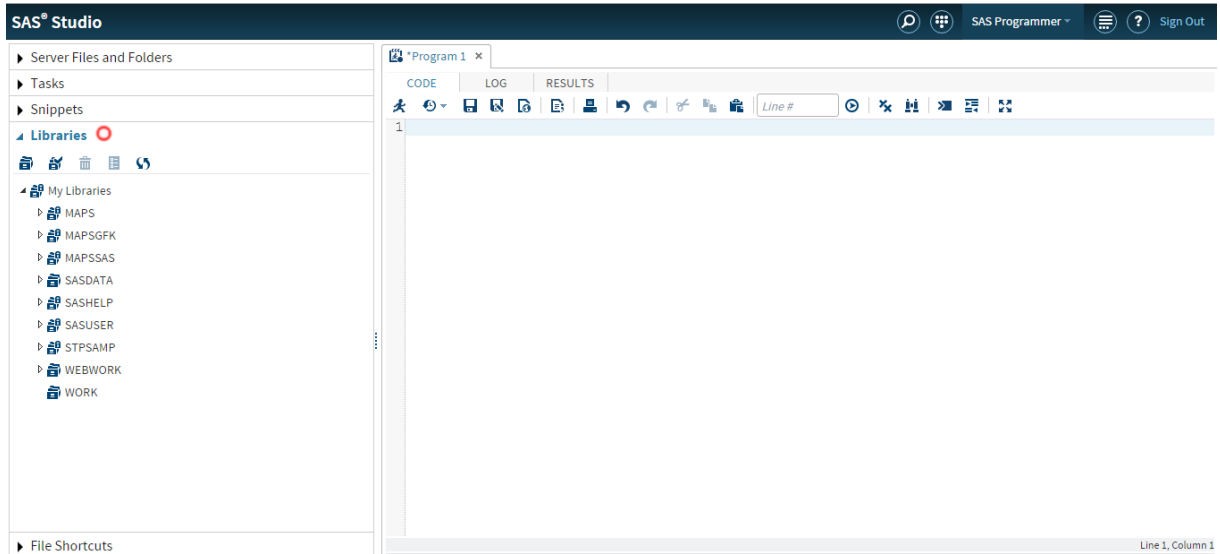 SAS® Studio
SAS Programmer
?
Sign Out
Server Files and Folders
Tasks
Snippets
Libraries
My Libraries
MAPS
MAPSGFK
MAPSSAS
SASDATA
SASHELP
SASUSER
STPSAMP
WEBWORK
WORK
File Shortcuts
*Program 1
CODE LOG RESULTS
Line #
1
Line 1, Column 1